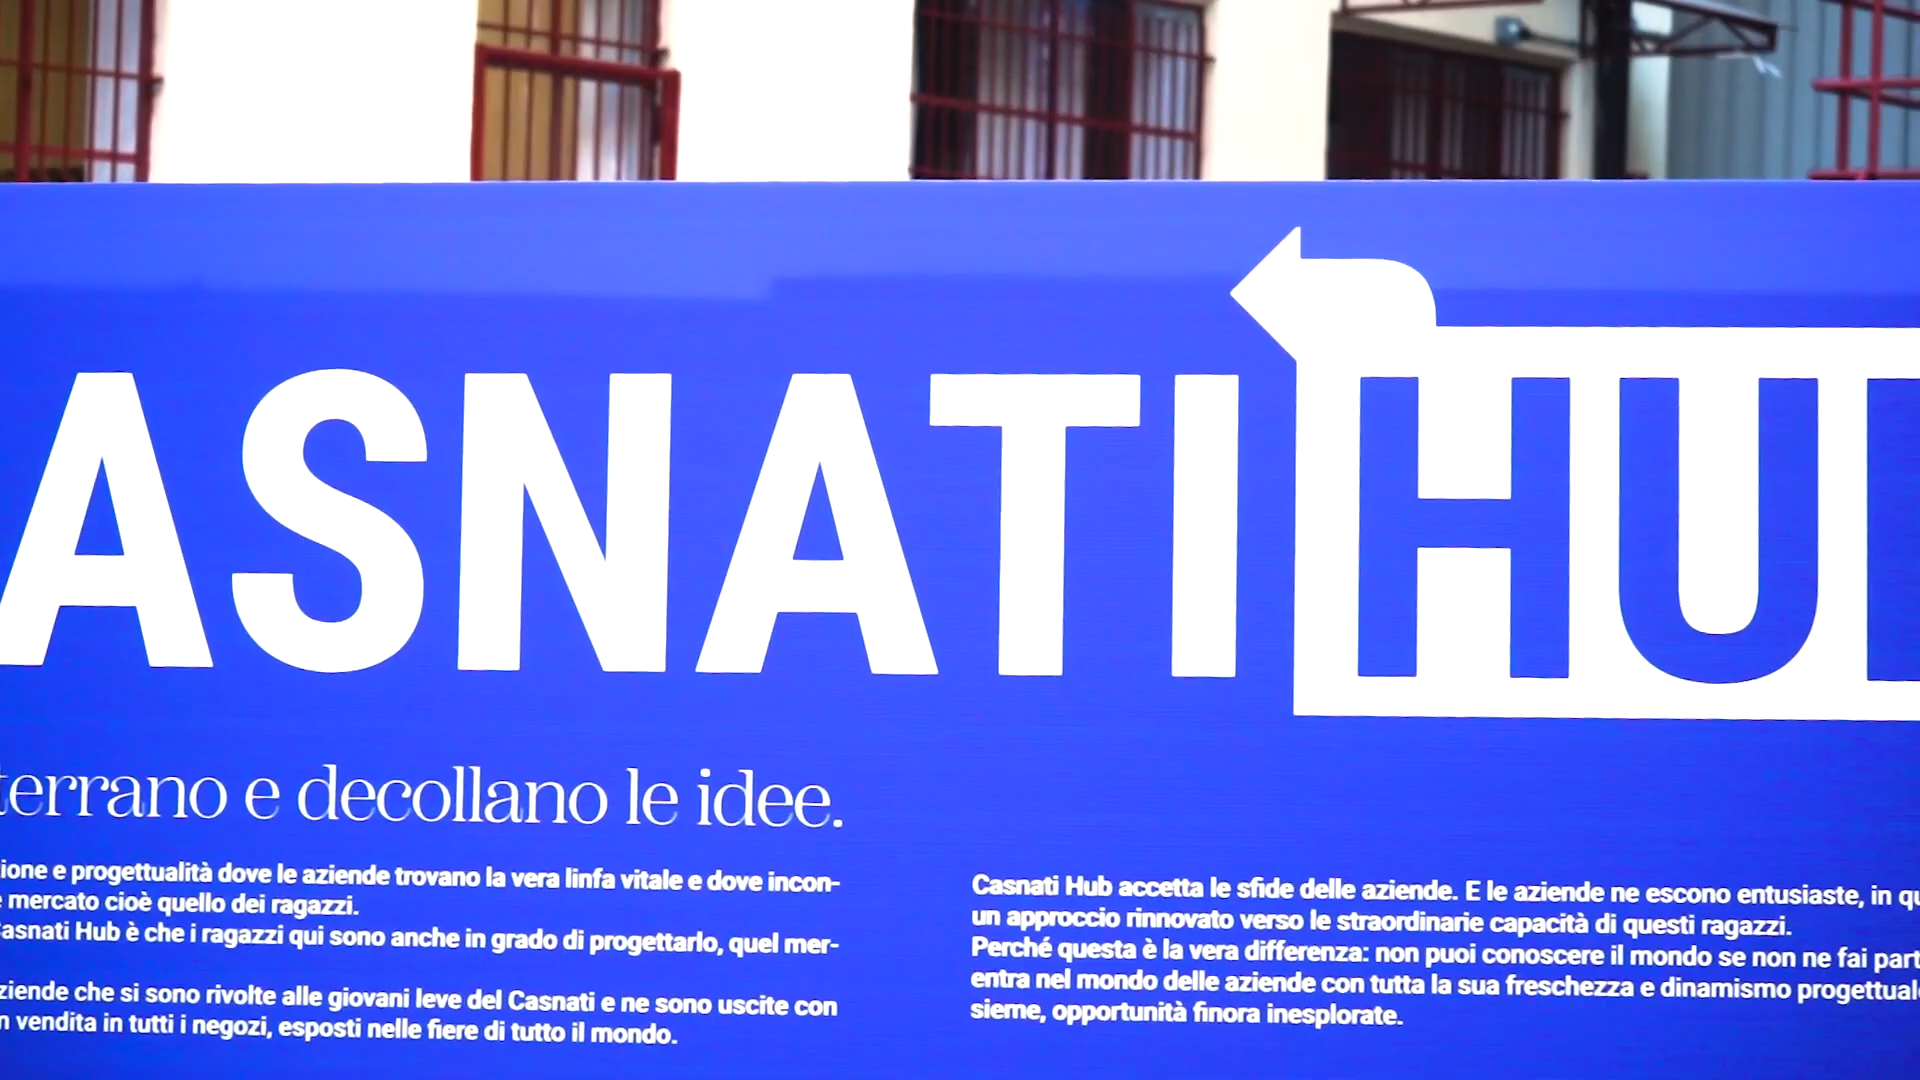 ASNATI HU
terrano e decollano le idee.
ione e progettualità dove le aziende trovano la vera linfa vitale e dove incon-
e mercato cioè quello dei ragazzi.
Casnati Hub è che i ragazzi qui sono anche in grado di progettarlo, quel mer-
ziende che si sono rivolte alle giovani leve del Casnati e ne sono uscite con
n vendita in tutti i negozi, esposti nelle fiere di tutto il mondo.
Casnati Hub accetta le sfide delle aziende. E le aziende ne escono entusiaste, in qu
un approccio rinnovato verso le straordinarie capacità di questi ragazzi.
Perché questa è la vera differenza: non puoi conoscere il mondo se non ne fai part
entra nel mondo delle aziende con tutta la sua freschezza e dinamismo progettual
sieme, opportunità finora inesplorate.